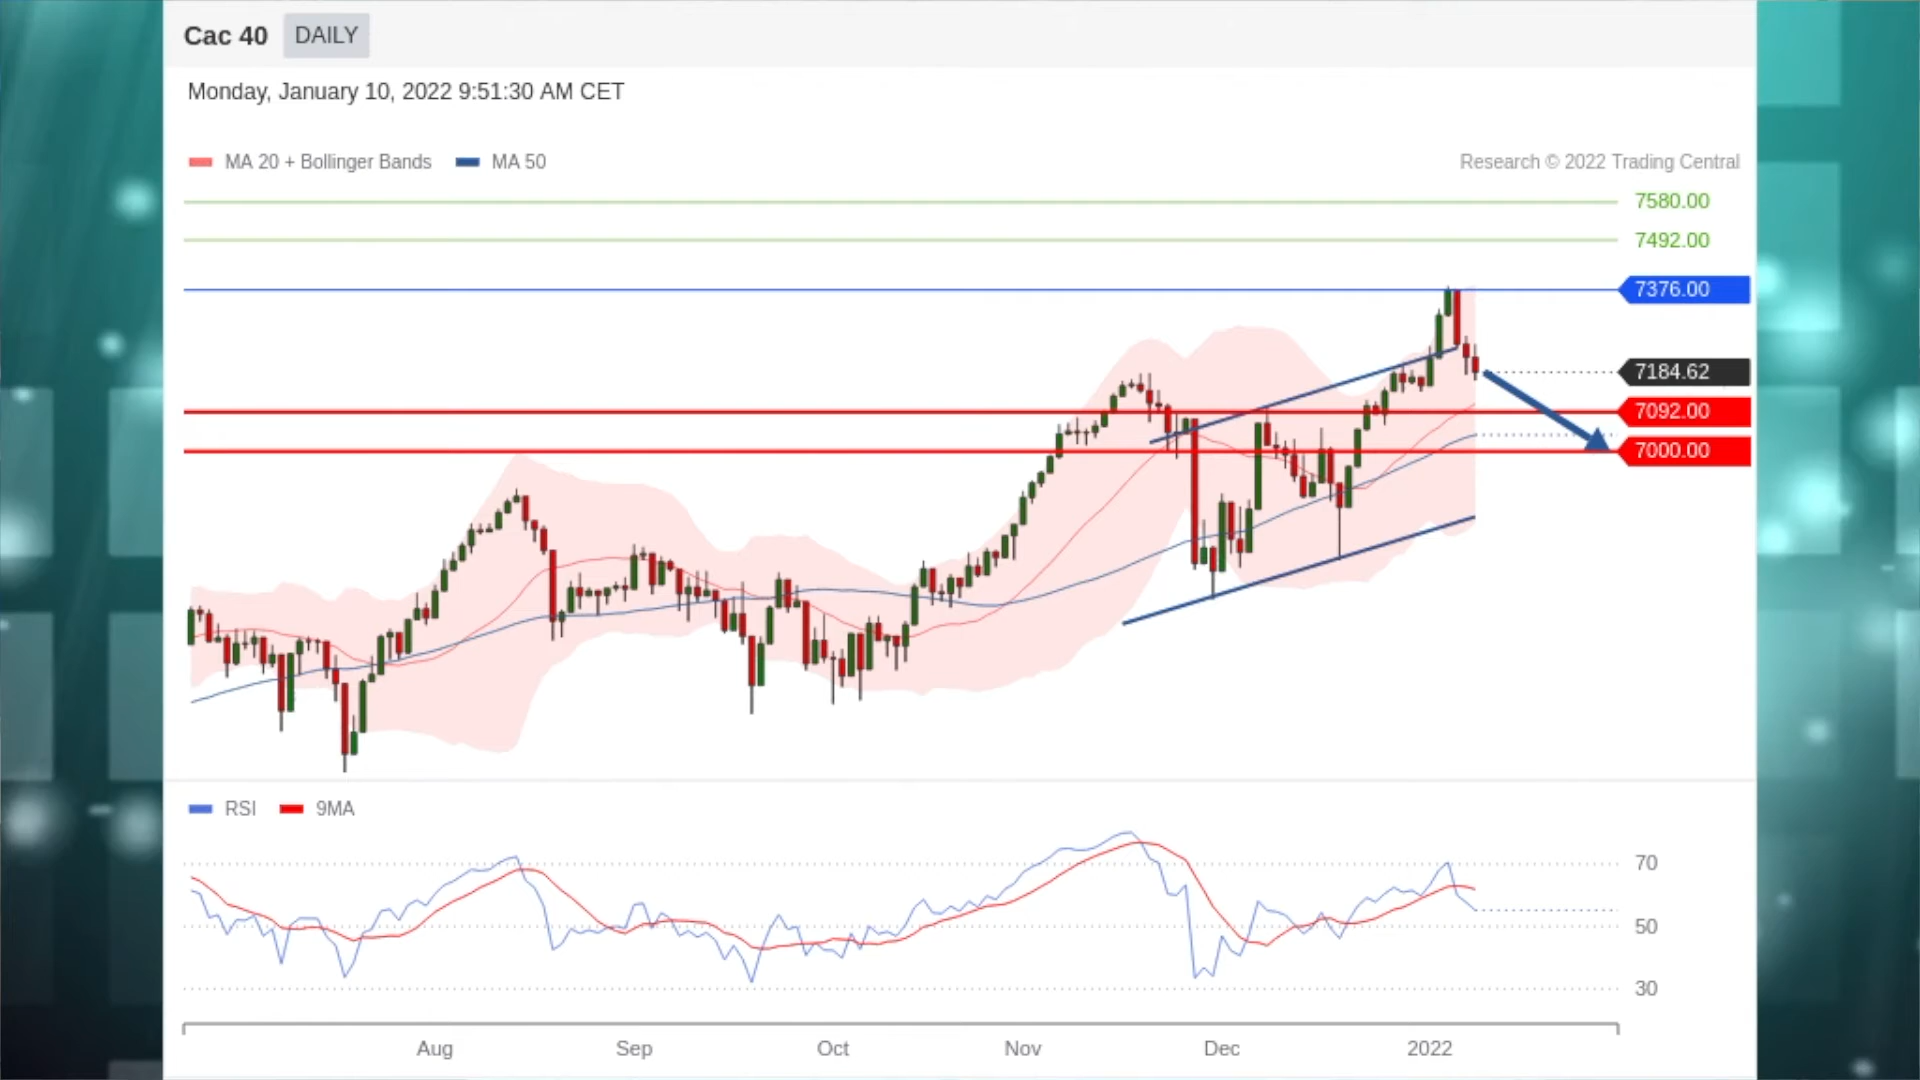 Cac 40 DAILY
Monday, January 10, 2022 9:51:30 AM CET
MA 20 + Bollinger Bands MA 50
Research © 2022 Trading Central
7580.00
7492.00
7376.00
7184.62
7092.00
7000.00
RSI 9MA
70
50
30
Aug Sep Oct Nov Dec 2022